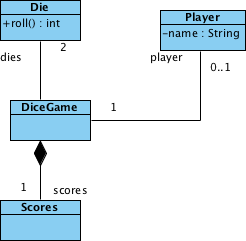 Die
+roll() : int
Player
-name : String
2
dies
player
0..1
DiceGame
1
1
scores
Scores